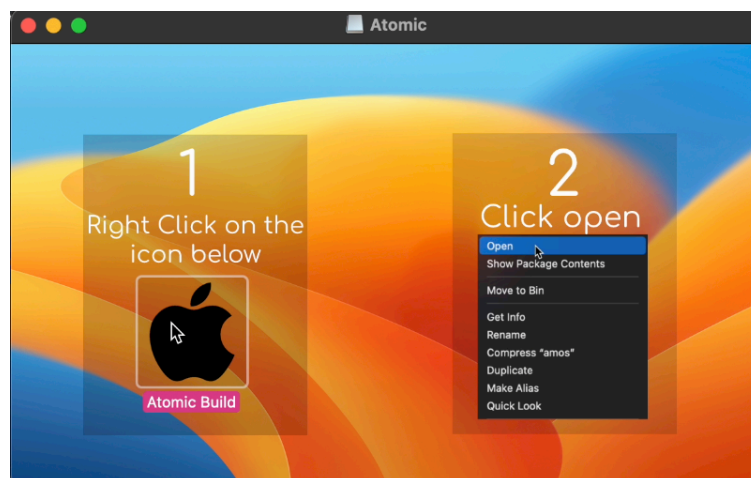 Atomic
1
Right Click on the
icon below
Atomic Build
2
Click open
Open
Show Package Contents
Move to Bin
Get Info
Rename
Compress “amos”
Duplicate
Make Alias
Quick Look